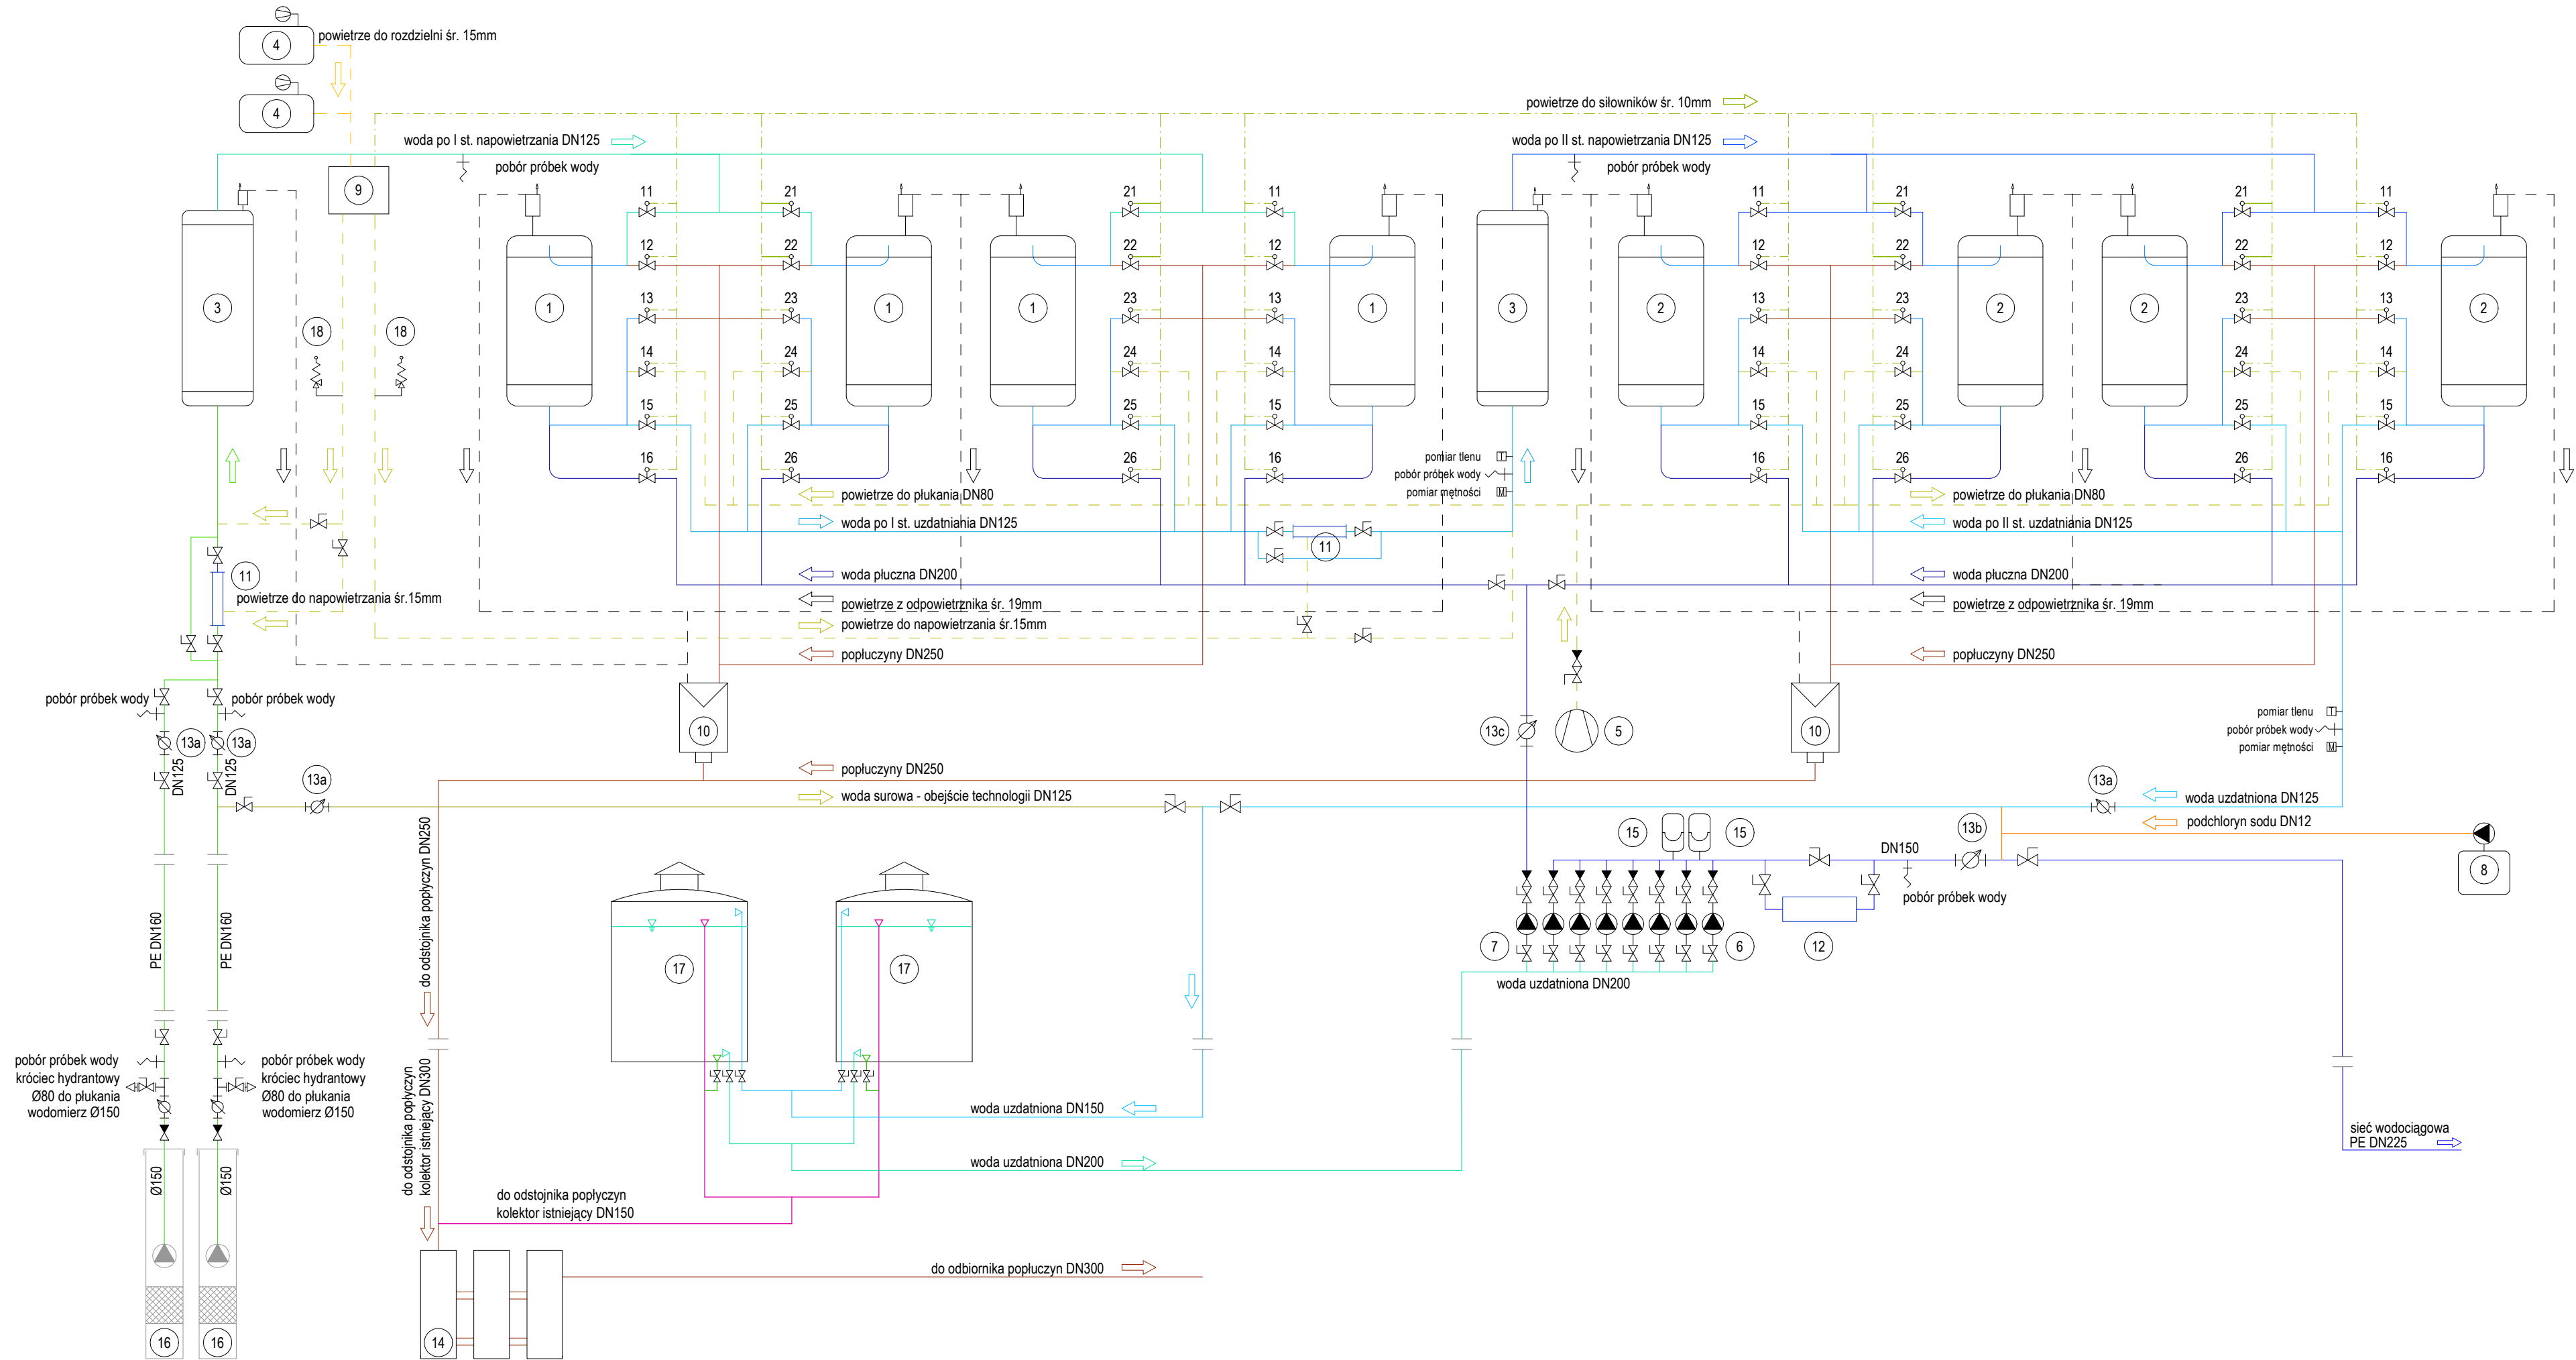 4
powietrze do rozdzielni śr. 15mm
4
powietrze do siłowników śr. 10mm
woda po I st. napowietrzania DN125
pobór próbek wody
woda po II st. napowietrzania DN125
pobór próbek wody
9
11 21 21 11 11 21 21 11
12 22 22 12 12 22 22 12
13 23 23 13 13 23 23 13
3 1 1 1 1 3 2 2 2 2
18 18
14 24 24 14 14 24 24 14
15 25 25 15 15 25 25 15
16 26 26 16 16 26 26 16
pomiar tlenu T
pobór próbek wody
pomiar mętności M
powietrze do płukania DN80
powietrze do płukania DN80
woda po I st. uzdatniania DN125
woda po II st. uzdatniania DN125
11
11
woda płuczna DN200
woda płuczna DN200
powietrze do napowietrzania śr.15mm
powietrze z odpowietrznika śr. 19mm
powietrze z odpowietrznika śr. 19mm
powietrze do napowietrzania śr.15mm
popłuczyny DN250
popłuczyny DN250
pobór próbek wody
pobór próbek wody
10
13c
5
10
pomiar tlenu T
pobór próbek wody
pomiar mętności M
13a 13a
DN125
DN125
13a
popłuczyny DN250
woda surowa - obejście technologii DN125
13a
woda uzdatniona DN125
podchloryn sodu DN12
15 15
13b
DN150
8
pobór próbek wody
do odstojnika popłyczyn DN250
PE DN160
PE DN160
17 17
7
6
12
woda uzdatniona DN200
pobór próbek wody
króciec hydrantowy
Ø80 do płukania
wodomierz Ø150
pobór próbek wody
króciec hydrantowy
Ø80 do płukania
wodomierz Ø150
do odstojnika popłyczyn
kolektor istniejący DN300
woda uzdatniona DN150
sieć wodociągowa
PE DN225
woda uzdatniona DN200
Ø150
Ø150
do odstojnika popłyczyn
kolektor istniejący DN150
do odbiornika popłuczyn DN300
16 16
14